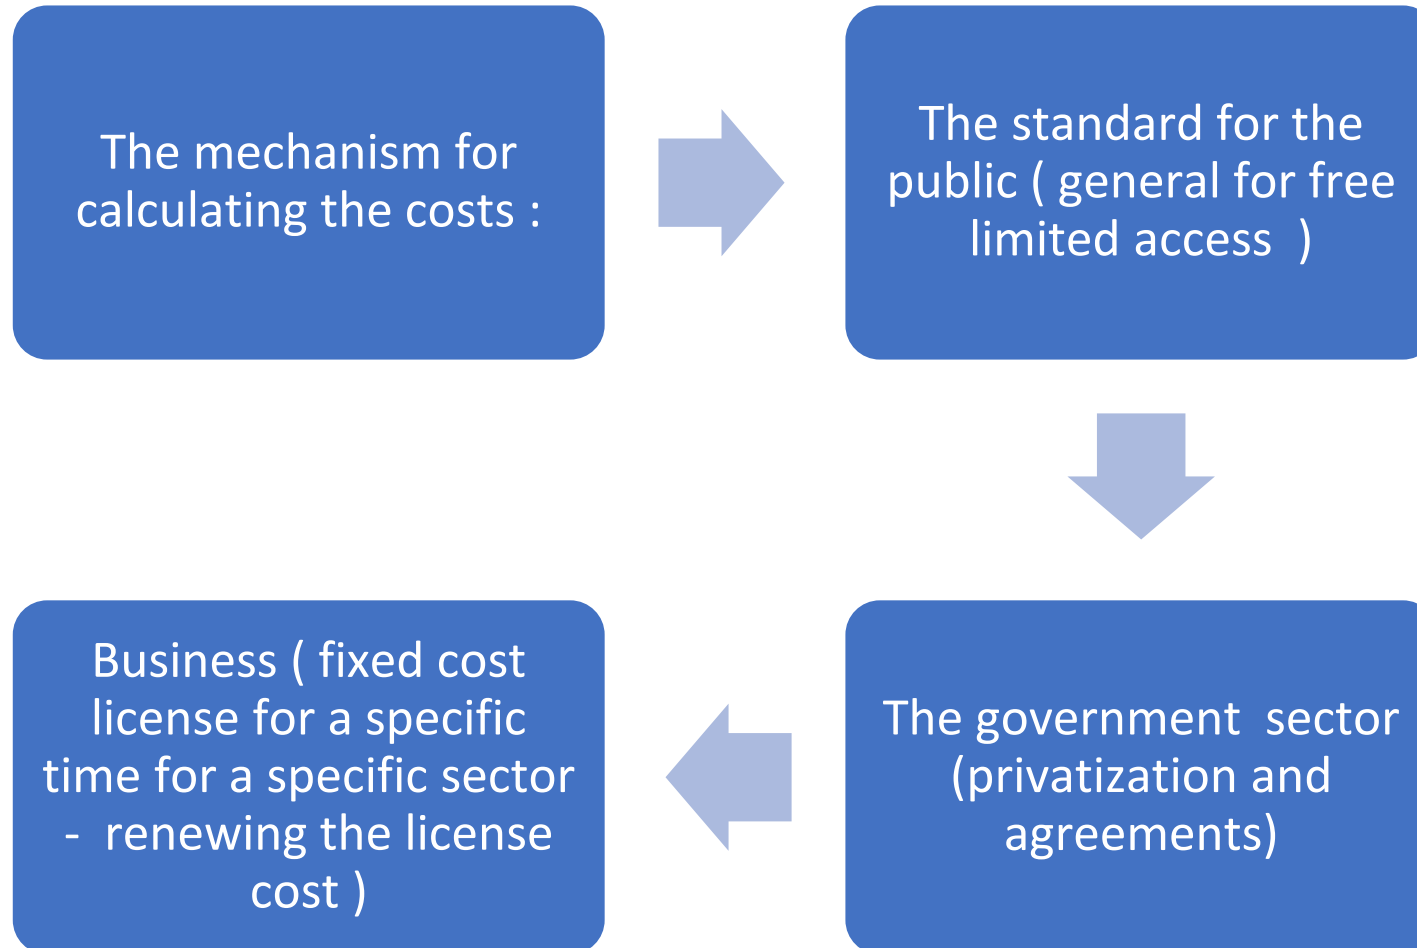 The mechanism for
calculating the costs :
The standard for the
public ( general for free
limited access  )
The government  sector
(privatization and
agreements)
Business ( fixed cost
license for a specific
time for a specific sector
-  renewing the license
cost )